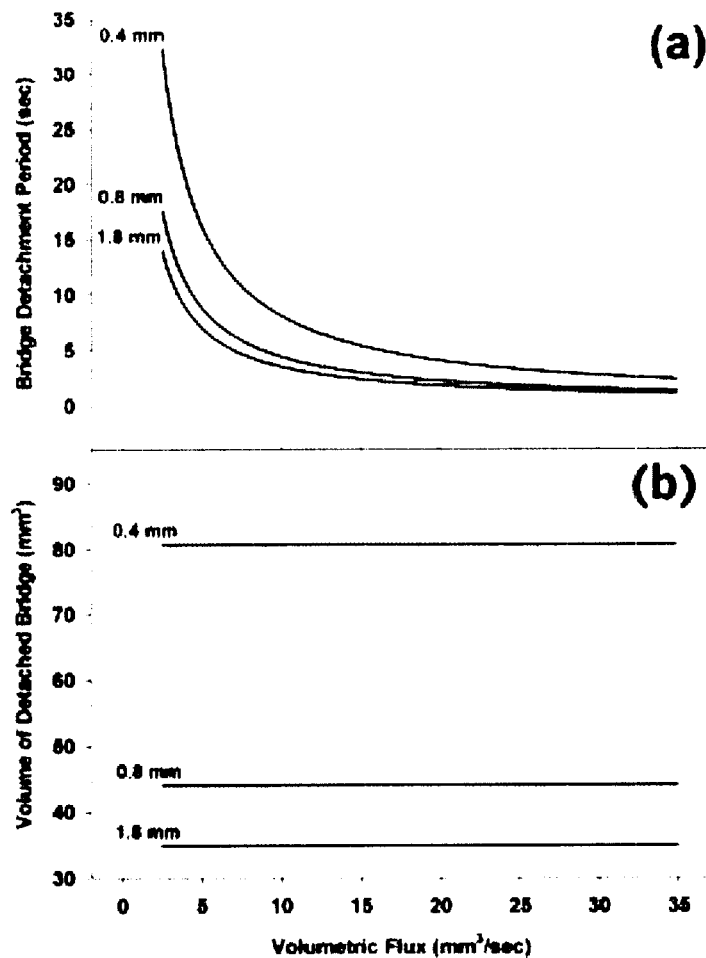 (a)
Bridge Detachment Period (sec)
35
30
25
20
15
10
5
0
0.4 mm
0.8 mm
1.8 mm
(b)
Volume of Detached Bridge (mm³)
90
80
70
60
50
40
30
0.4 mm
0.8 mm
1.8 mm
0 5 10 15 20 25 30 35
Volumetric Flux (mm³/sec)